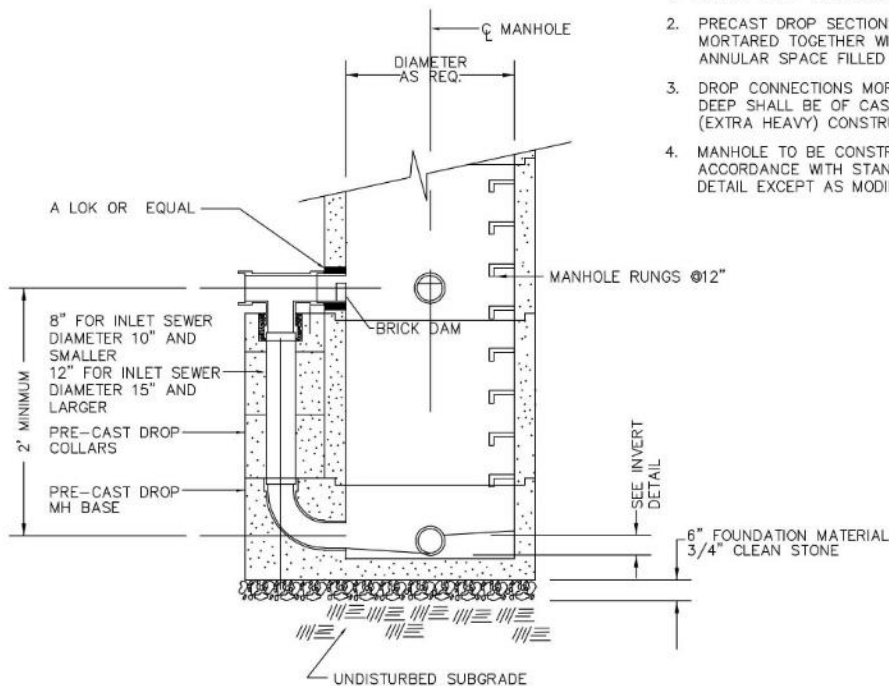 ℄ MANHOLE
DIAMETER
AS REQ.
2. PRECAST DROP SECTION
MORTARED TOGETHER WI
ANNULAR SPACE FILLED
3. DROP CONNECTIONS MOR
DEEP SHALL BE OF CAS
(EXTRA HEAVY) CONSTRU
4. MANHOLE TO BE CONSTR
ACCORDANCE WITH STAN
DETAIL EXCEPT AS MODI
A LOK OR EQUAL
MANHOLE RUNGS @12"
BRICK DAM
8" FOR INLET SEWER
DIAMETER 10" AND
SMALLER
12" FOR INLET SEWER
DIAMETER 15" AND
LARGER
2' MINIMUM
PRE-CAST DROP
COLLARS
PRE-CAST DROP
MH BASE
SEE INVERT
DETAIL
6" FOUNDATION MATERIAL
3/4" CLEAN STONE
UNDISTURBED SUBGRADE